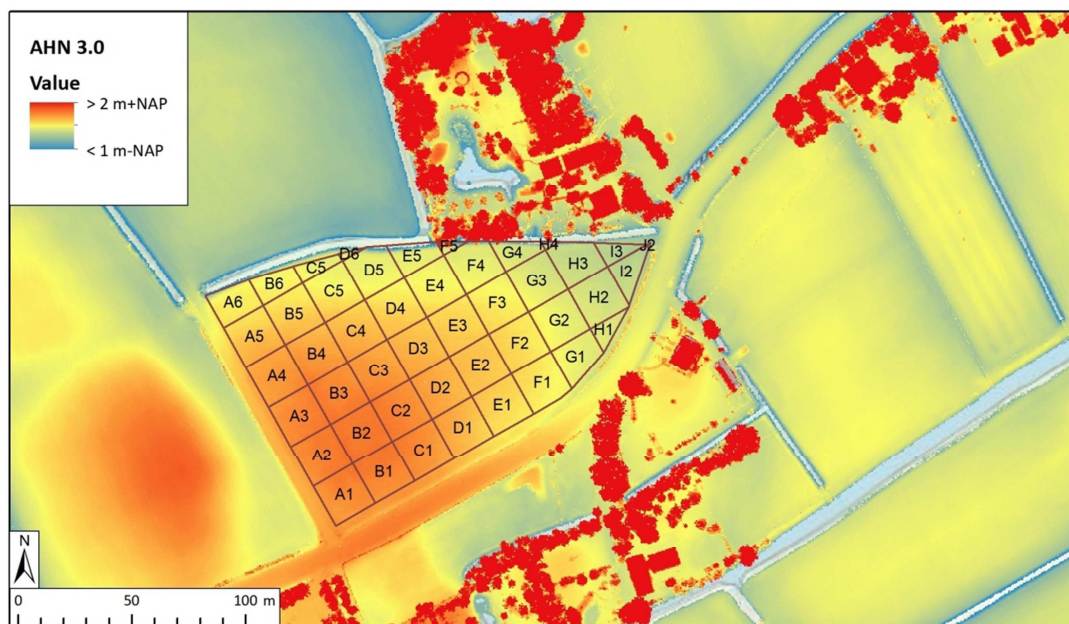 AHN 3.0
Value
> 2 m+NAP
< 1 m-NAP
D6 F5 H4 J2
C5 E5 G4 I3
B6 D5 F4 H3 I2
A6 C5 E4 G3
B5 D4 F3 H2
A5 C4 E3 G2 H1
B4 D3 F2
A4 C3 E2 G1
B3 D2 F1
A3 C2 E1
B2 D1
A2 C1
B1
A1
N
0 50 100 m